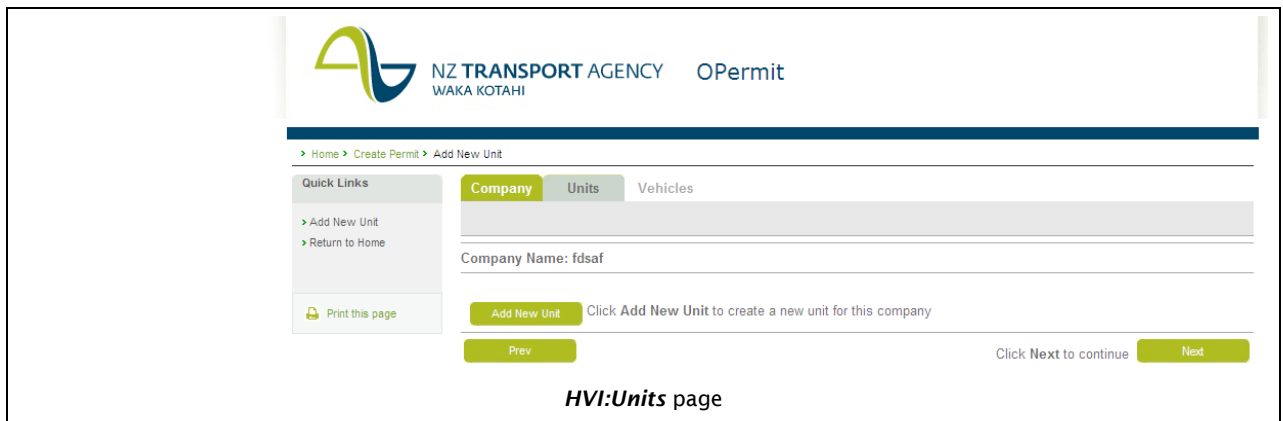 NZ TRANSPORT AGENCY
WAKA KOTAHI
OPermit
> Home > Create Permit > Add New Unit
Quick Links
> Add New Unit
> Return to Home
Print this page
Company Units Vehicles
Company Name: fdsaf
Add New Unit Click Add New Unit to create a new unit for this company
Prev Click Next to continue Next
HVI:Units page